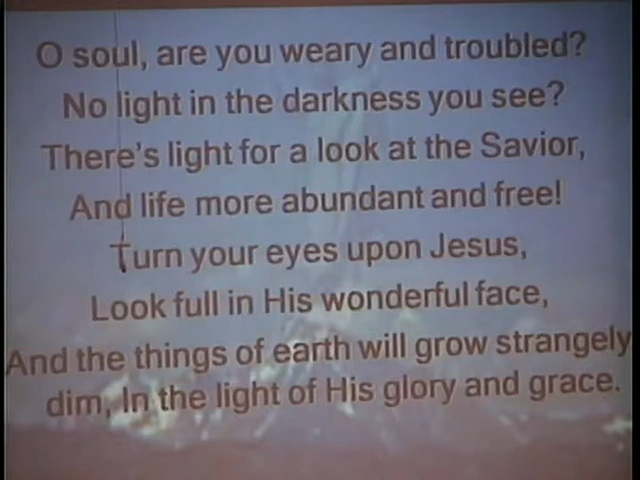 O soul, are you weary and troubled?
No light in the darkness you see?
There's light for a look at the Savior,
And life more abundant and free!
Turn your eyes upon Jesus,
Look full in His wonderful face,
And the things of earth will grow strangely
dim, In the light of His glory and grace.